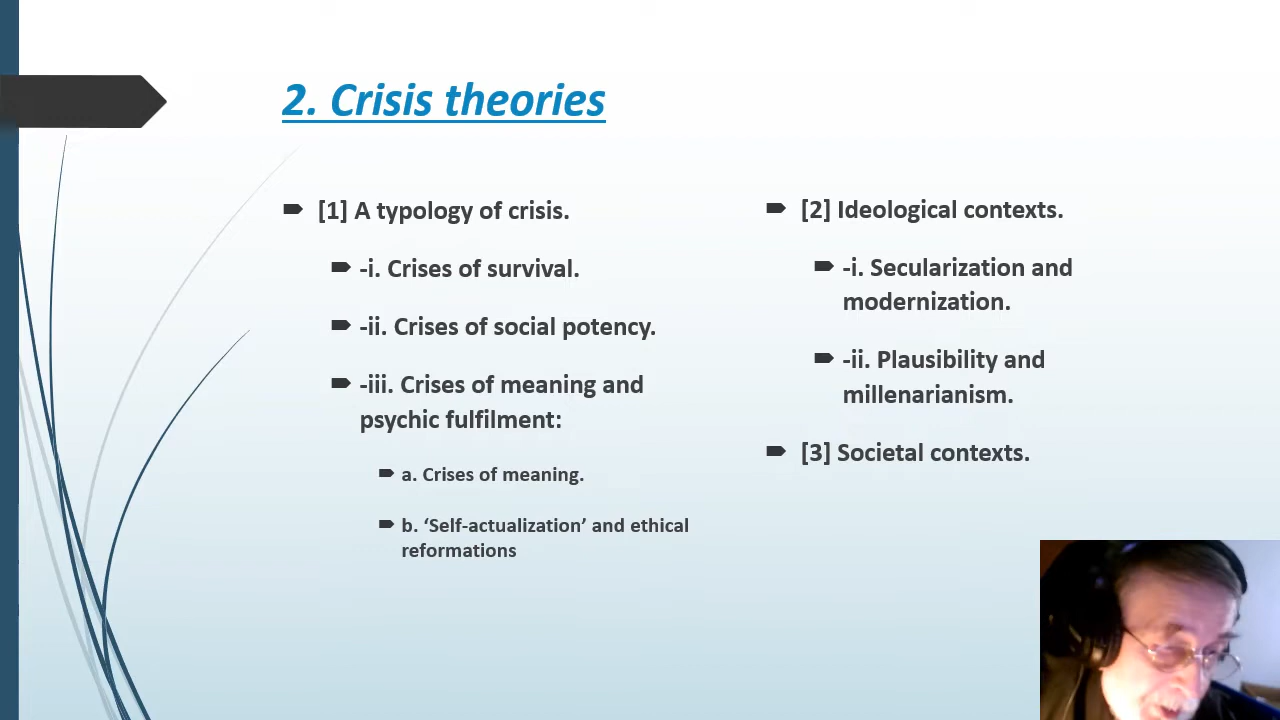 2. Crisis theories
[1] A typology of crisis.
-i. Crises of survival.
-ii. Crises of social potency.
-iii. Crises of meaning and
psychic fulfilment:
a. Crises of meaning.
b. ‘Self-actualization’ and ethical
reformations
[2] Ideological contexts.
-i. Secularization and
modernization.
-ii. Plausibility and
millenarianism.
[3] Societal contexts.